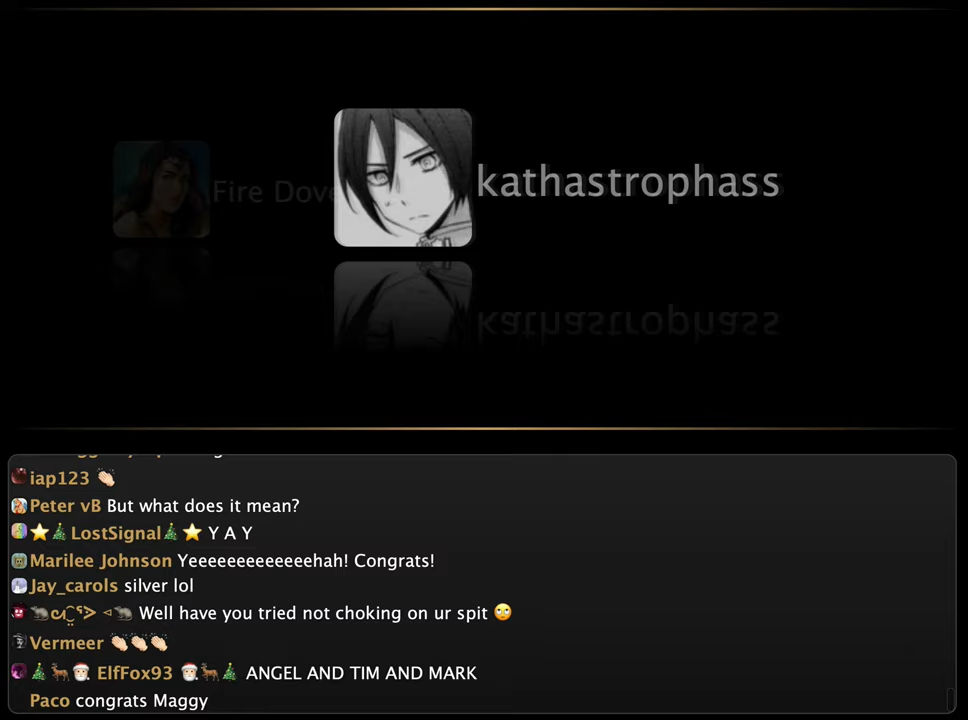 Fire Dove
kathastrophass
iap123 👏🏻
Peter vB But what does it mean?
⭐🎄 LostSignal🎄 ⭐ Y A Y
Marilee Johnson Yeeeeeeeeeeeeehah! Congrats!
Jay_carols silver lol
Well have you tried not choking on ur spit 🙄
Vermeer 👏🏻👏🏻👏🏻
🎄🦌🎅🏻 ElfFox93 🎅🏻🦌🎄 ANGEL AND TIM AND MARK
Paco congrats Maggy